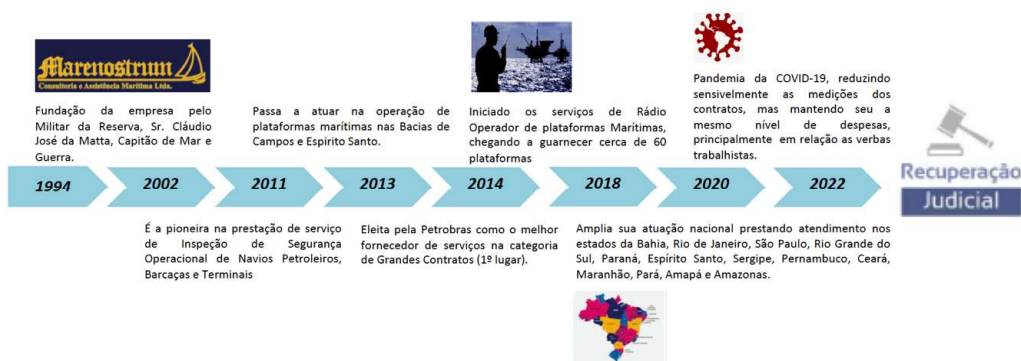 Marenostrum
Consultoria e Assistência Marítima Ltda.
Fundação da empresa pelo
Militar da Reserva, Sr. Cláudio
José da Matta, Capitão de Mar e
Guerra.
Passa a atuar na operação de
plataformas marítimas nas Bacias de
Campos e Espirito Santo.
Iniciado os serviços de Rádio
Operador de plataformas Marítimas,
chegando a guarnecer cerca de 60
plataformas
Pandemia da COVID-19, reduzindo
sensivelmente as medições dos
contratos, mas mantendo seu a
mesmo nível de despesas,
principalmente em relação as verbas
trabalhistas.
1994
2002
2011
2013
2014
2018
2020
2022
Recuperação
Judicial
É a pioneira na prestação de serviço
de Inspeção de Segurança
Operacional de Navios Petroleiros,
Barcaças e Terminais
Eleita pela Petrobras como o melhor
fornecedor de serviços na categoria
de Grandes Contratos (1º lugar).
Amplia sua atuação nacional prestando atendimento nos
estados da Bahia, Rio de Janeiro, São Paulo, Rio Grande do
Sul, Paraná, Espírito Santo, Sergipe, Pernambuco, Ceará,
Maranhão, Pará, Amapá e Amazonas.